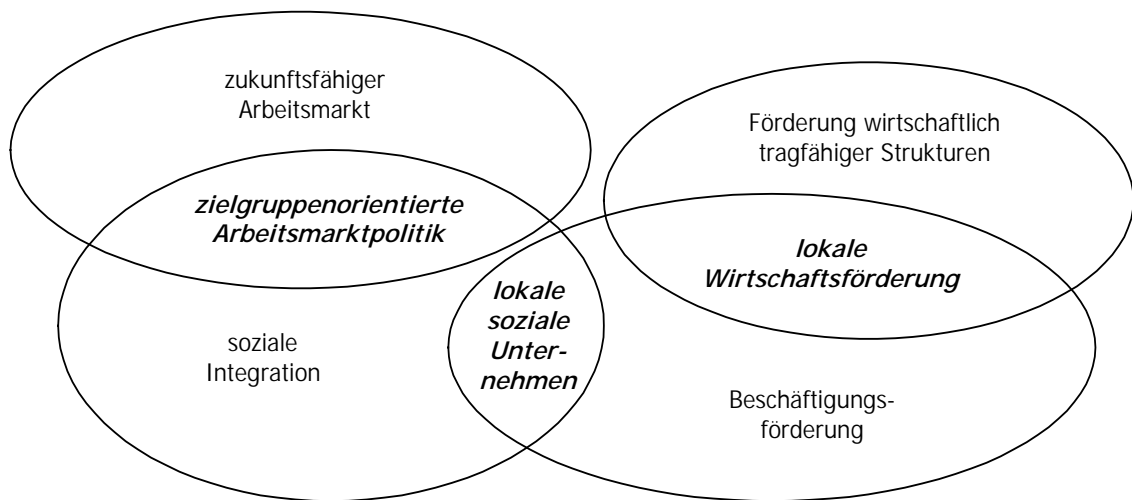 zukunftsfähiger
Arbeitsmarkt
Förderung wirtschaftlich
tragfähiger Strukturen
zielgruppenorientierte
Arbeitsmarktpolitik
lokale
Wirtschaftsförderung
lokale
soziale
Unter-
nehmen
soziale
Integration
Beschäftigungs-
förderung